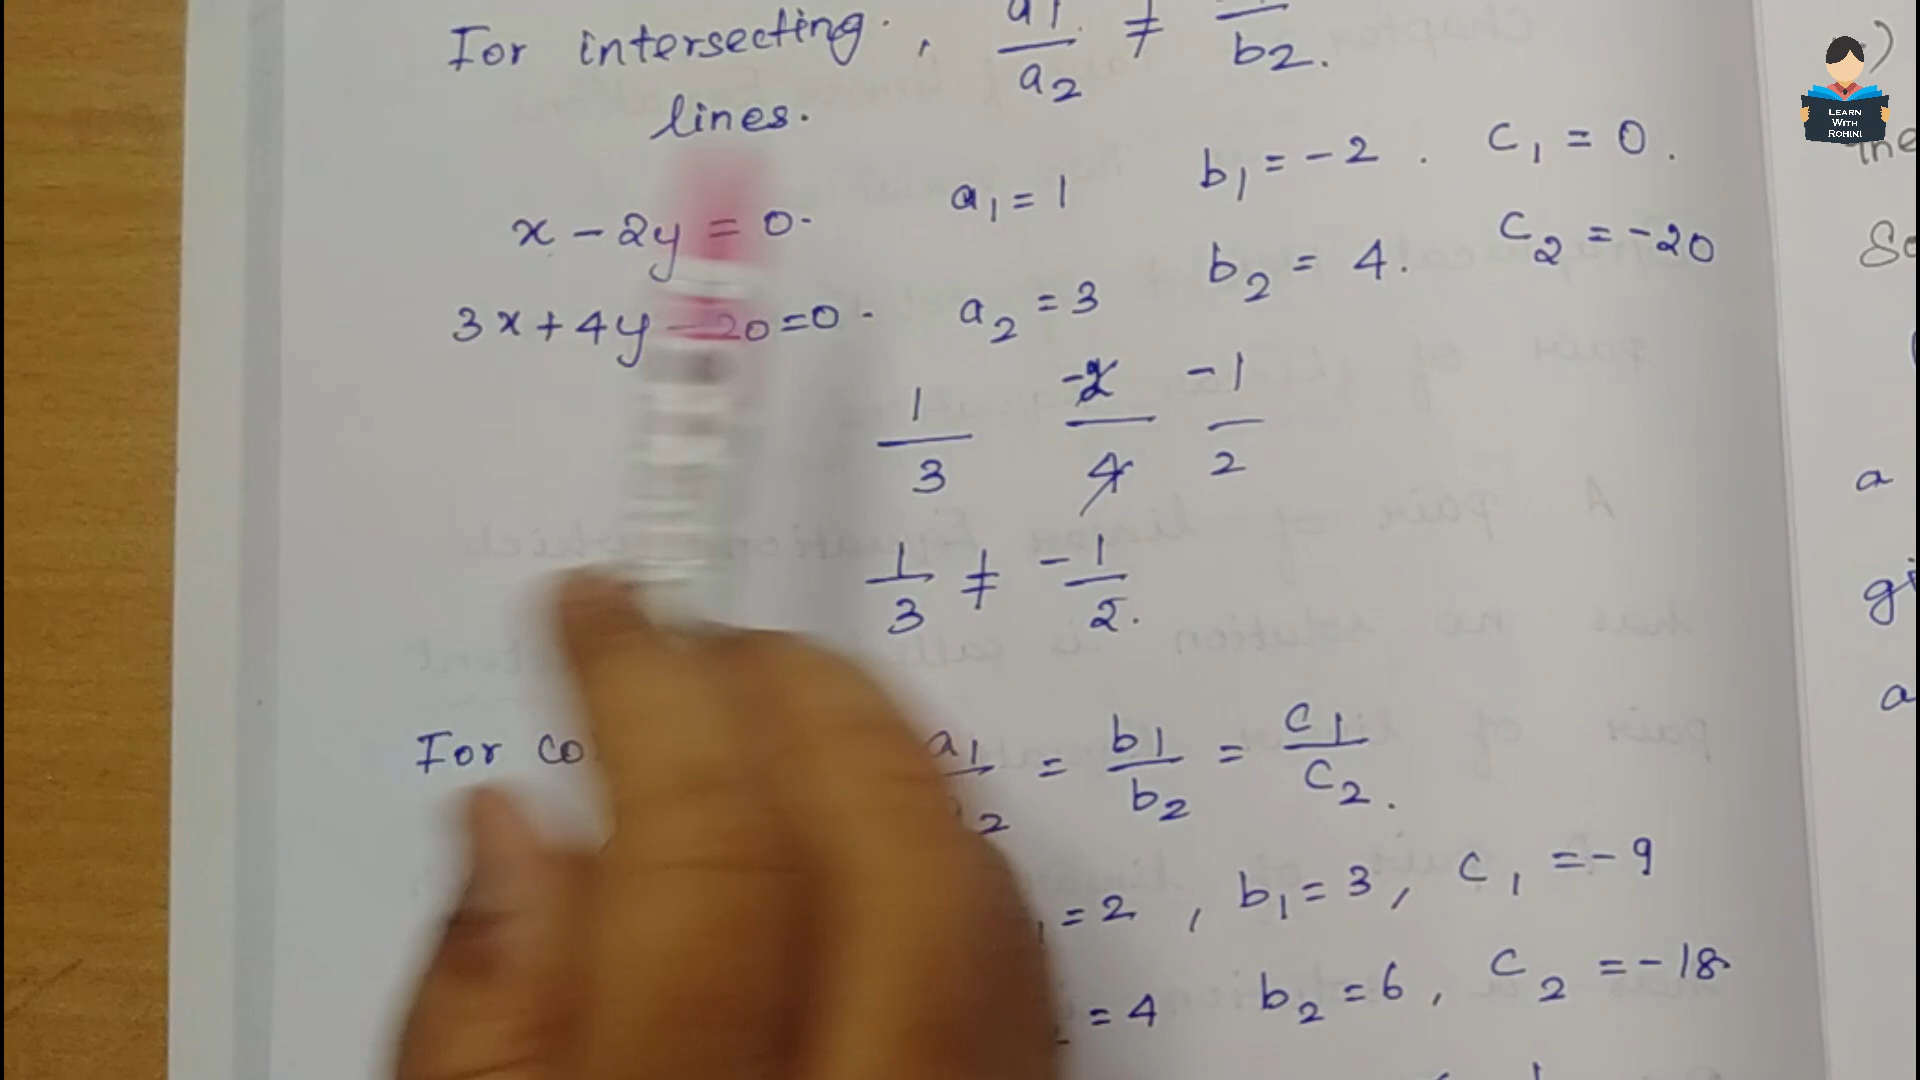 For intersecting. , a1/a2 ≠ /b2.
lines.
x - 2y = 0. a1 = 1 b1 = -2 . c1 = 0.
3x + 4y - 20 = 0. a2 = 3 b2 = 4. c2 = -20
1/3 -2/4 -1/2
1/3 ≠ -1/2.
For a1/2 = b1/b2 = c1/c2.
1 = 2 , b1 = 3 , c1 = -9
= 4 b2 = 6 , c2 = -18
LEARN
WITH
ROHINI
a
a